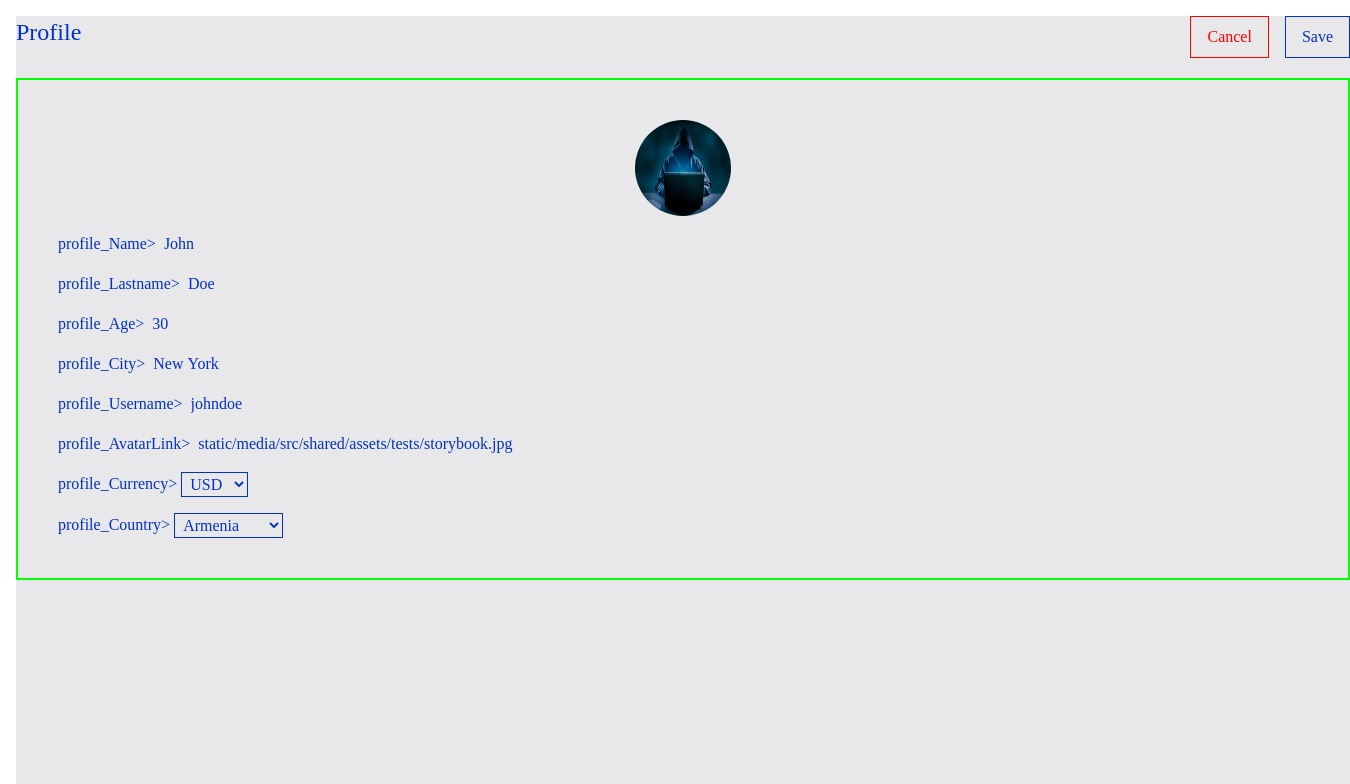 Profile
Cancel
Save
profile_Name> John
profile_Lastname> Doe
profile_Age> 30
profile_City> New York
profile_Username> johndoe
profile_AvatarLink> static/media/src/shared/assets/tests/storybook.jpg
profile_Currency> USD
profile_Country> Armenia